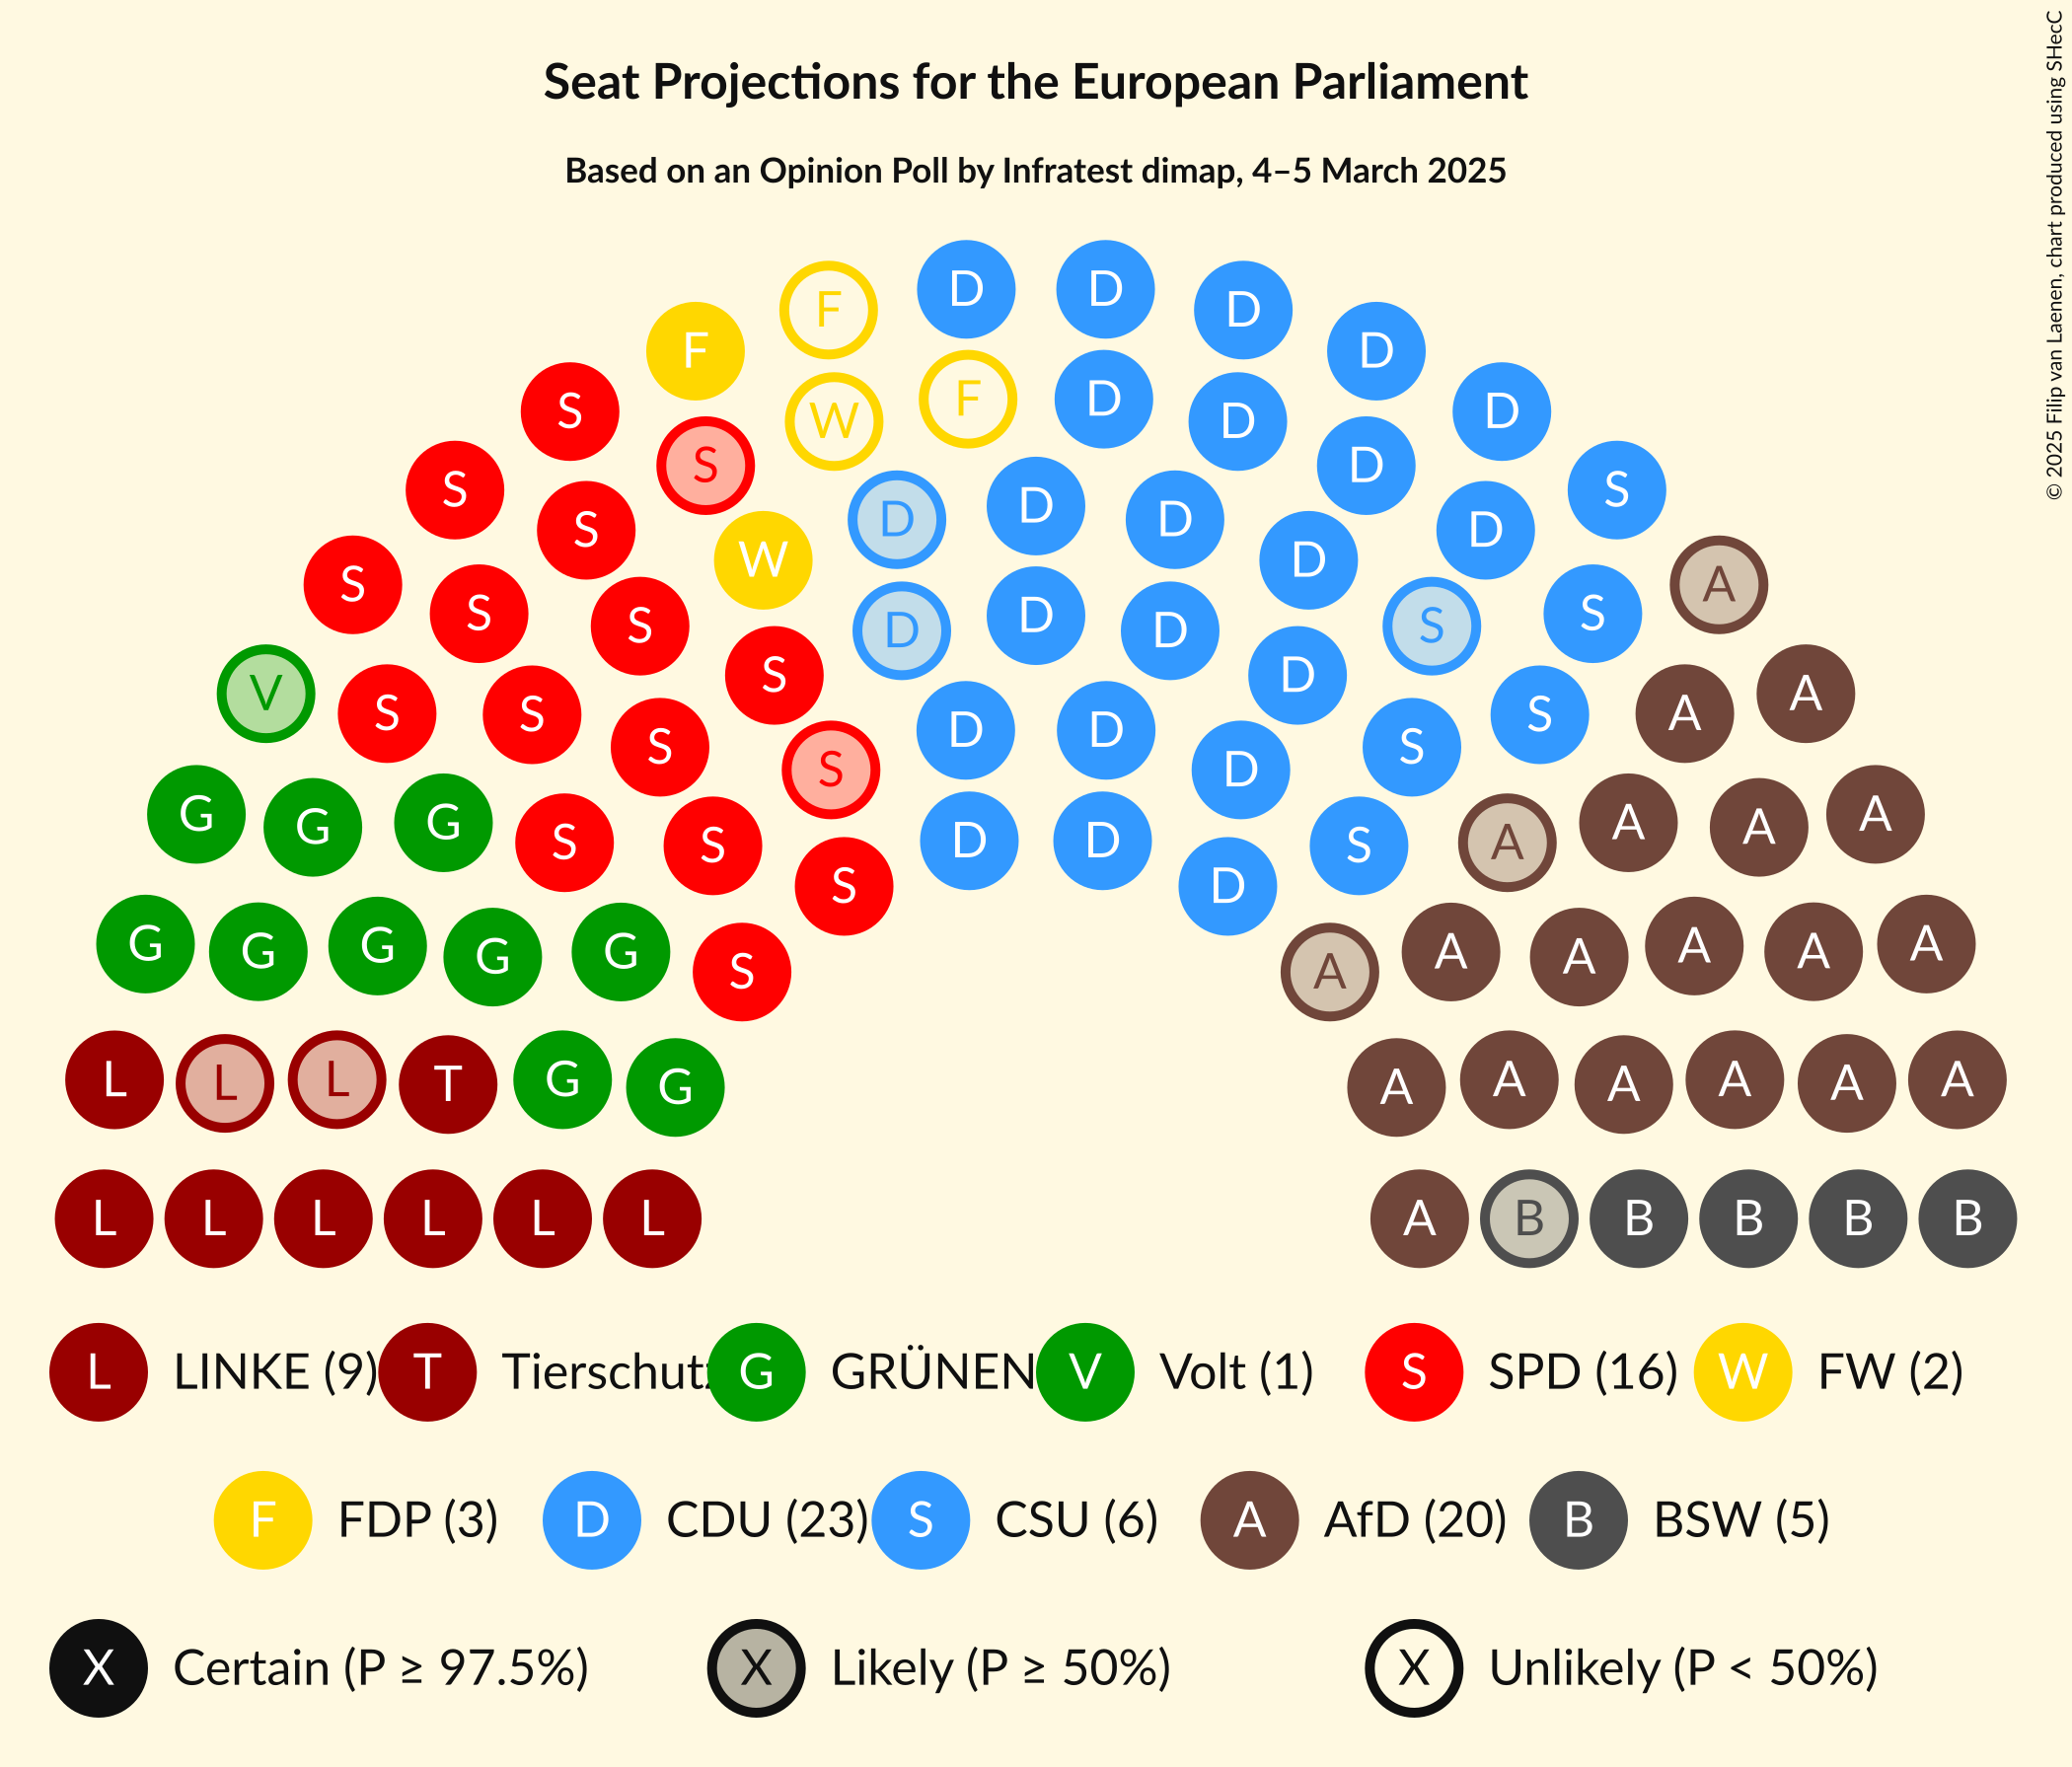 Seat Projections for the European Parliament
Based on an Opinion Poll by Infratest dimap, 4–5 March 2025
© 2025 Filip van Laenen, chart produced using SHecC
F D D D
F D
F D
S W D D
S D
S D D D S
S W D D
S A
S S D S S
D D
S D
V A
S S S A
D D
S S
S D
G G G S S D D S A A A A
S D
G G G G G S A A A A A A
L L L T G G A A A A A A
L L L L L L A B B B B B
L LINKE (9) T Tierschutz G GRÜNEN V Volt (1) S SPD (16) W FW (2)
F FDP (3) D CDU (23) S CSU (6) A AfD (20) B BSW (5)
X Certain (P ≥ 97.5%) X Likely (P ≥ 50%) X Unlikely (P < 50%)